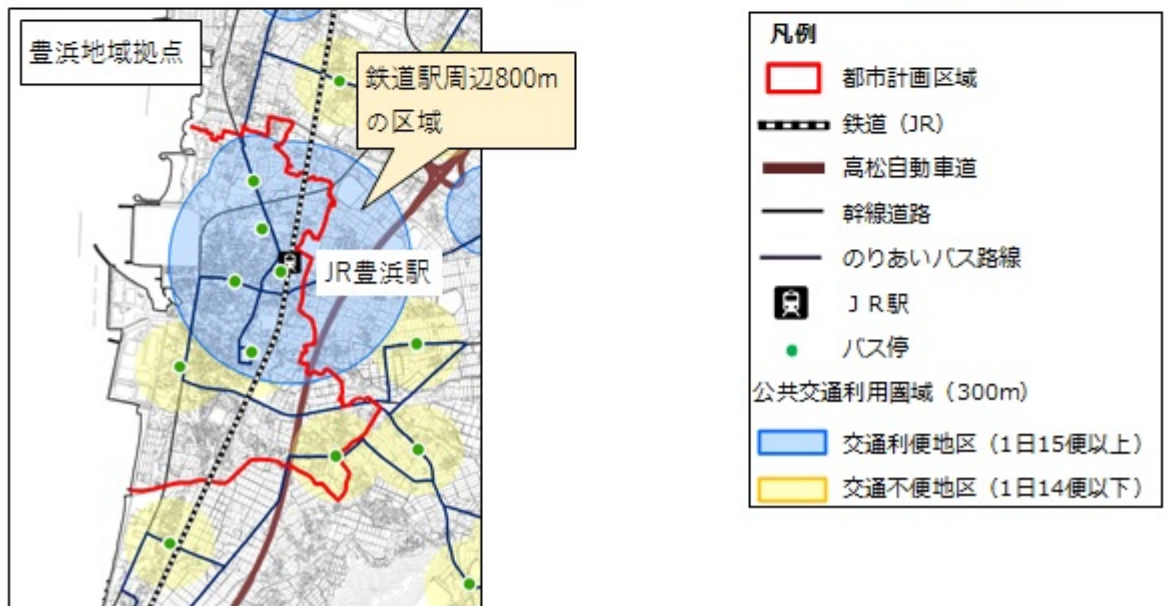 豊浜地域拠点
鉄道駅周辺800m
の区域
JR豊浜駅
凡例
都市計画区域
鉄道（JR）
高松自動車道
幹線道路
のりあいバス路線
ＪＲ駅
バス停
公共交通利用圏域（300m）
交通利便地区（1日15便以上）
交通不便地区（1日14便以下）